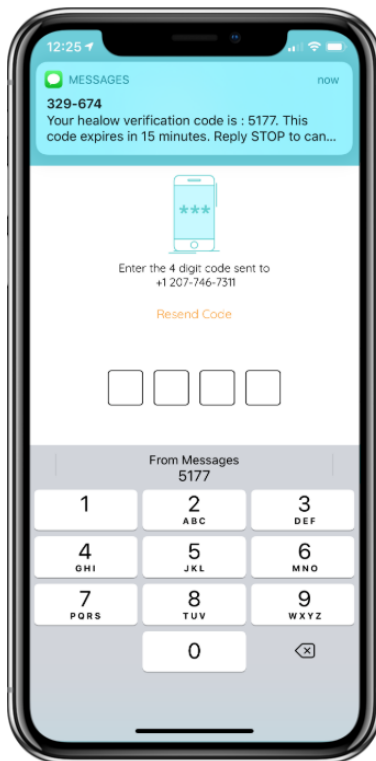 12:25
MESSAGES
now
329-674
Your healow verification code is : 5177. This
code expires in 15 minutes. Reply STOP to can...
***
Enter the 4 digit code sent to
+1 207-746-7311
Resend Code
From Messages
5177
1
2
ABC
3
DEF
4
GHI
5
JKL
6
MNO
7
PQRS
8
TUV
9
WXYZ
0